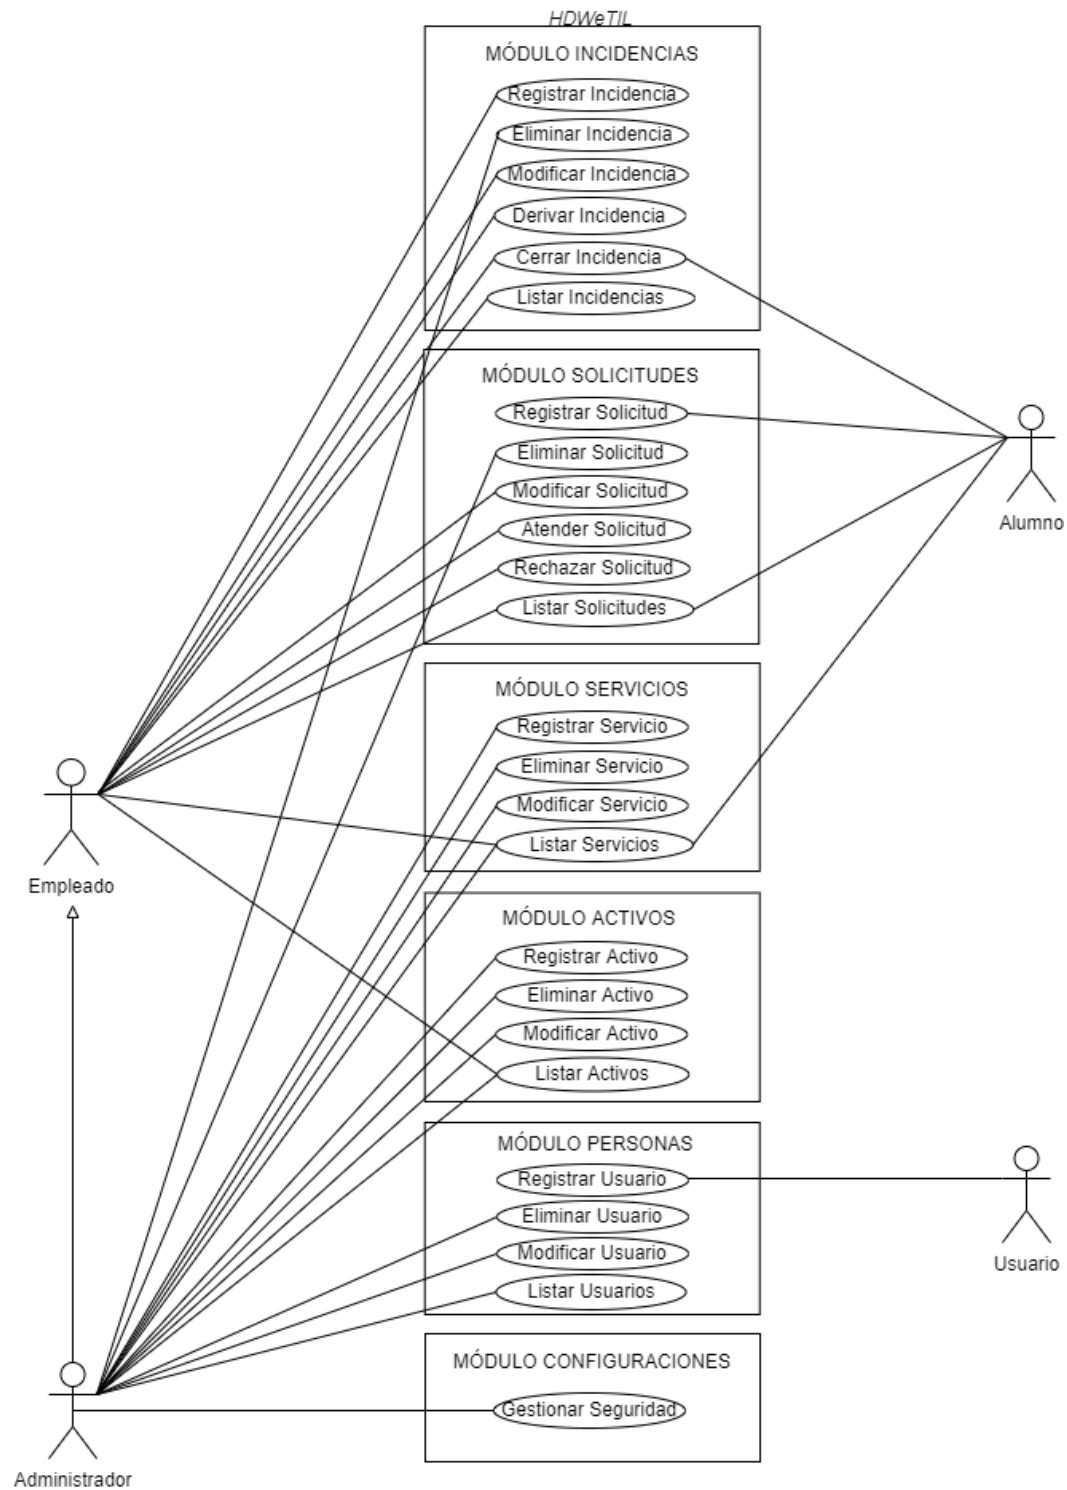 HDWeTIL
MÓDULO INCIDENCIAS
Registrar Incidencia
Eliminar Incidencia
Modificar Incidencia
Derivar Incidencia
Cerrar Incidencia
Listar Incidencias
MÓDULO SOLICITUDES
Registrar Solicitud
Eliminar Solicitud
Modificar Solicitud
Atender Solicitud
Rechazar Solicitud
Listar Solicitudes
Alumno
MÓDULO SERVICIOS
Registrar Servicio
Eliminar Servicio
Modificar Servicio
Listar Servicios
Empleado
MÓDULO ACTIVOS
Registrar Activo
Eliminar Activo
Modificar Activo
Listar Activos
MÓDULO PERSONAS
Registrar Usuario
Eliminar Usuario
Modificar Usuario
Listar Usuarios
Usuario
MÓDULO CONFIGURACIONES
Gestionar Seguridad
Administrador